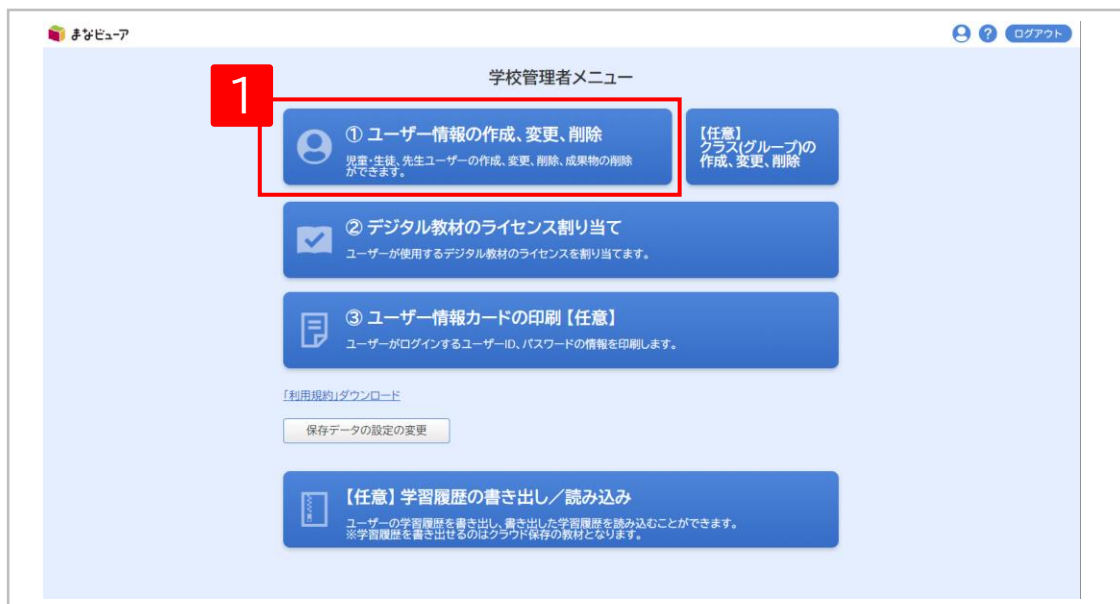 まなビューア
? ログアウト
学校管理者メニュー
1
① ユーザー情報の作成、変更、削除
児童・生徒、先生ユーザーの作成、変更、削除、成果物の削除
ができます。
【任意】
クラス(グループ)の
作成、変更、削除
② デジタル教材のライセンス割り当て
ユーザーが使用するデジタル教材のライセンスを割り当てます。
③ ユーザー情報カードの印刷【任意】
ユーザーがログインするユーザーID、パスワードの情報を印刷します。
「利用規約」ダウンロード
保存データの設定の変更
【任意】学習履歴の書き出し／読み込み
ユーザーの学習履歴を書き出し、書き出した学習履歴を読み込むことができます。
※学習履歴を書き出せるのはクラウド保存の教材となります。